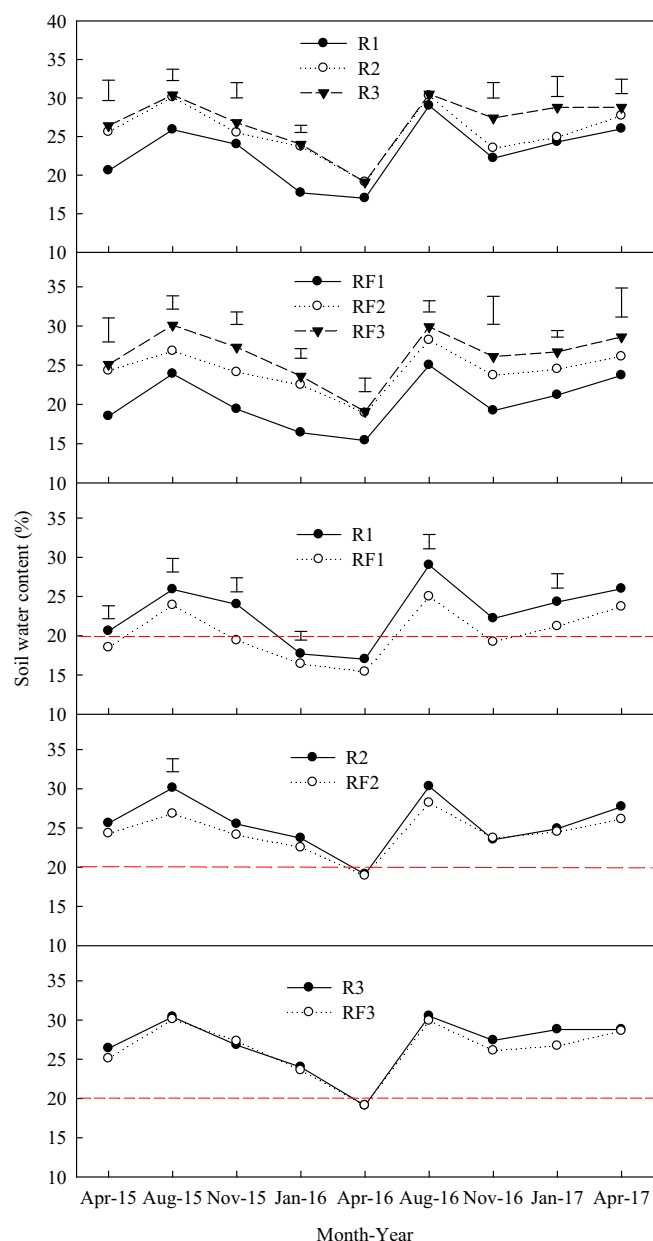 40
35
30
25
20
15
10
R1
R2
R3
35
30
25
20
15
10
RF1
RF2
RF3
35
30
25
20
15
10
R1
RF1
35
30
25
20
15
10
R2
RF2
35
30
25
20
15
10
R3
RF3
Soil water content (%)
Apr-15 Aug-15 Nov-15 Jan-16 Apr-16 Aug-16 Nov-16 Jan-17 Apr-17
Month-Year